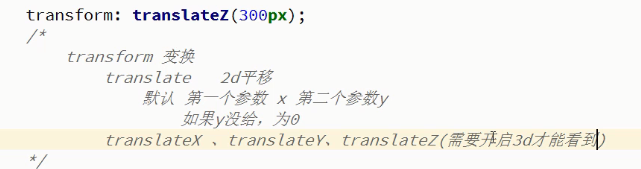 transform: translateZ(300px);
/*
transform 变换
translate 2d平移
默认 第一个参数 x 第二个参数y
如果y没给，为0
translateX 、translateY、translateZ(需要开启3d才能看到)
*/